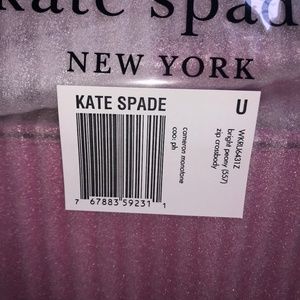 kate spade
NEW YORK
KATE SPADE
U
WKRU6431Z
bright peony (557)
zip crossbody
cameron monotone
coo: ph
7 67883 59231 1